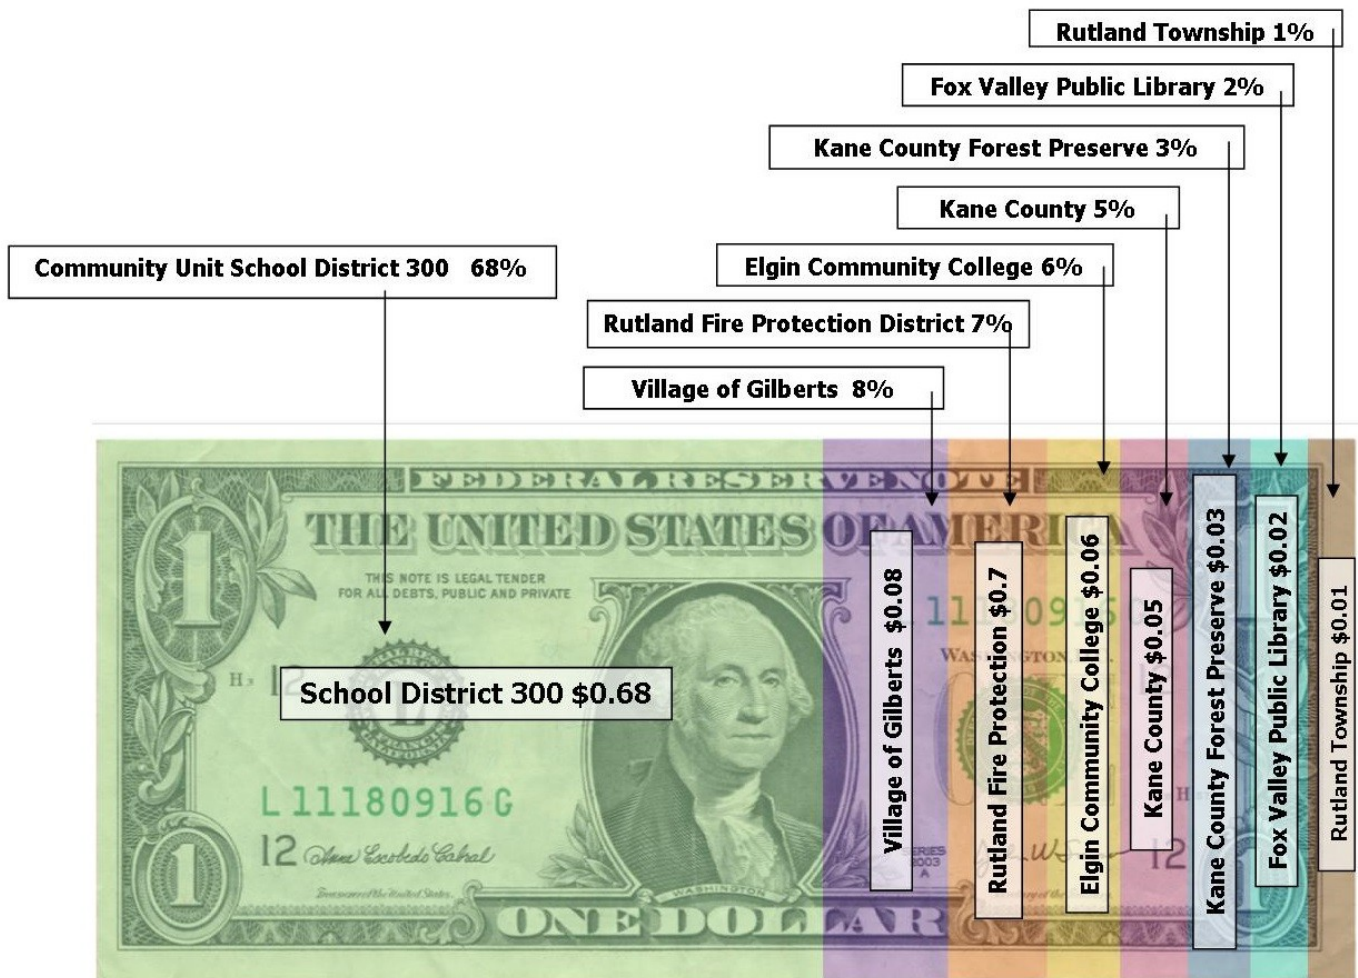 Rutland Township 1%
Fox Valley Public Library 2%
Kane County Forest Preserve 3%
Kane County 5%
Community Unit School District 300 68%
Elgin Community College 6%
Rutland Fire Protection District 7%
Village of Gilberts 8%
FEDERAL RESERVE NOTE
THE UNITED STATES OF AMERICA
THIS NOTE IS LEGAL TENDER
FOR ALL DEBTS, PUBLIC AND PRIVATE
School District 300 $0.68
L 11180916 G
12
WASHINGTON
SERIES
2003
A
12
ONE DOLLAR
Village of Gilberts $0.08
Rutland Fire Protection $0.7
Elgin Community College $0.06
Kane County $0.05
Kane County Forest Preserve $0.03
Fox Valley Public Library $0.02
Rutland Township $0.01